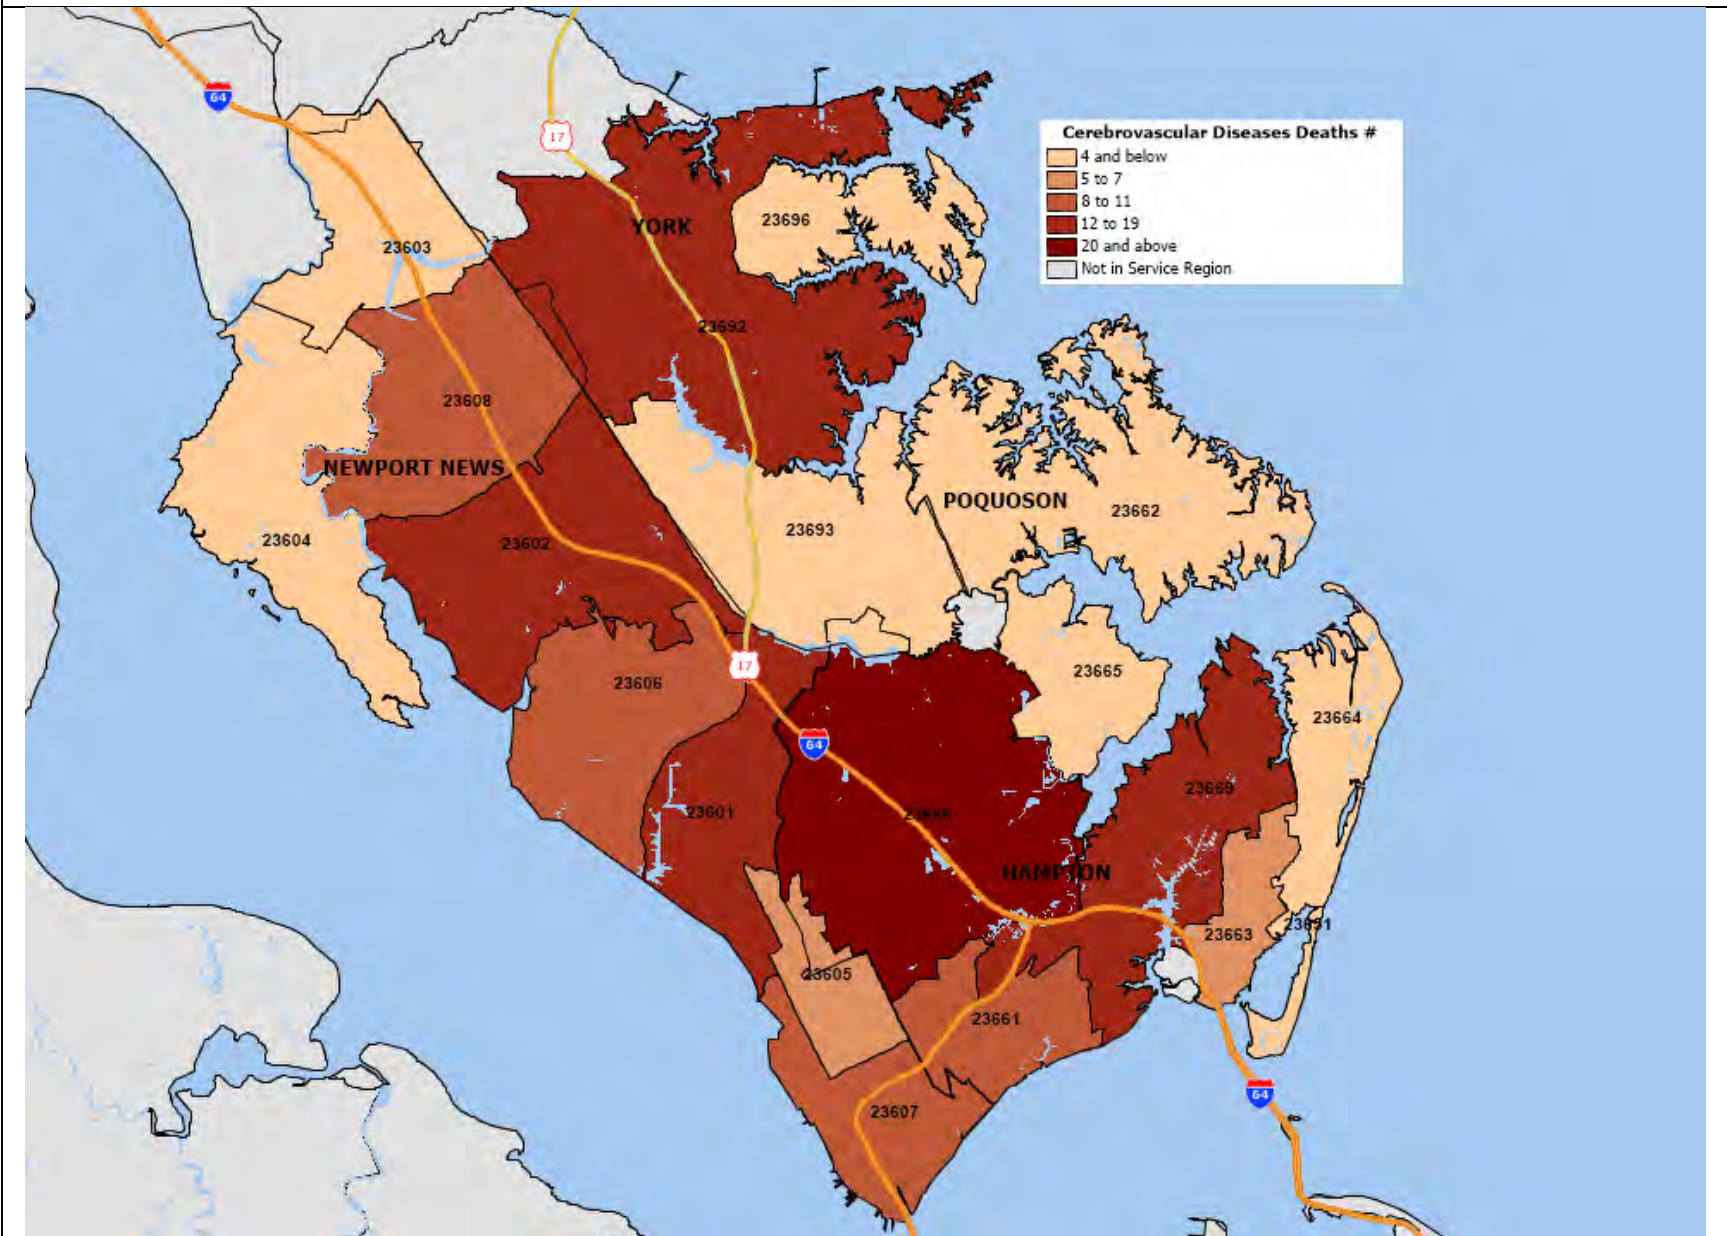 64
17
Cerebrovascular Diseases Deaths #
4 and below
5 to 7
8 to 11
12 to 19
20 and above
Not in Service Region
23696
YORK
23603
23692
23608
NEWPORT NEWS
POQUOSON
23662
23693
23604
23602
17
23665
23606
23664
64
23669
23601
23666
HAMPTON
23651
23663
23605
23661
64
23607